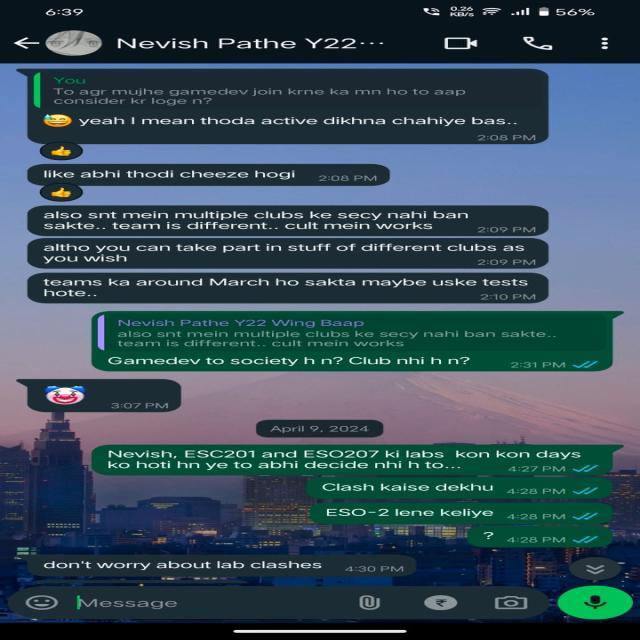 6:39
0.26
KB/s
56%
Nevish Pathe Y22...
You
To agr mujhe gamedev join krne ka mn ho to aap
consider kr loge n?
😅 yeah I mean thoda active dikhna chahiye bas..
2:08 PM
👍
like abhi thodi cheeze hogi
2:08 PM
👍
also snt mein multiple clubs ke secy nahi ban
sakte.. team is different.. cult mein works
2:09 PM
altho you can take part in stuff of different clubs as
you wish
2:09 PM
teams ka around March ho sakta maybe uske tests
hote..
2:10 PM
Nevish Pathe Y22 Wing Baap
also snt mein multiple clubs ke secy nahi ban sakte..
team is different.. cult mein works
Gamedev to society h n? Club nhi h n?
2:31 PM
🤡
3:07 PM
April 9, 2024
Nevish, ESC201 and ESO207 ki labs kon kon days
ko hoti hn ye to abhi decide nhi h to...
4:27 PM
Clash kaise dekhu
4:28 PM
ESO-2 lene keliye
4:28 PM
?
4:28 PM
don't worry about lab clashes
4:30 PM
Message